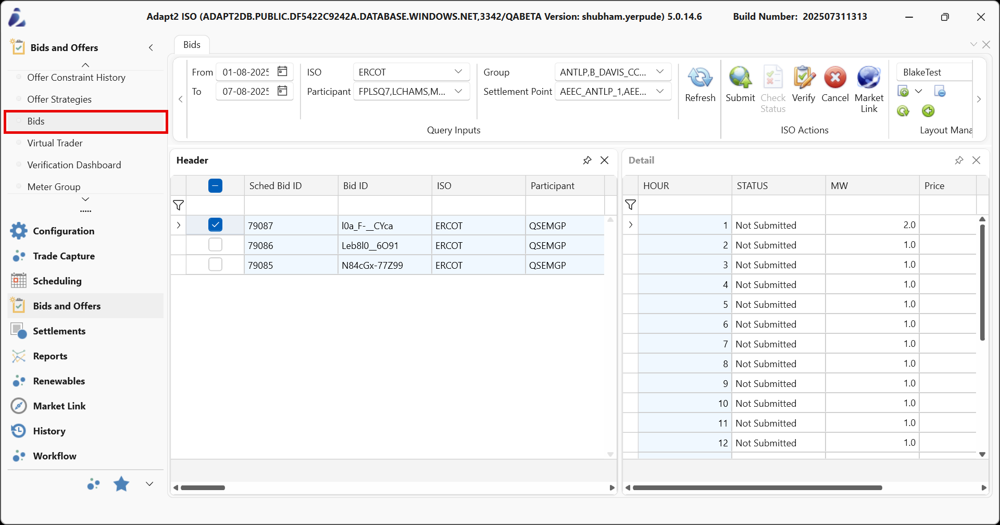 Adapt2 ISO (ADAPT2DB.PUBLIC.DF5422C9242A.DATABASE.WINDOWS.NET,3342/QABETA Version: shubham.yerpude) 5.0.14.6 Build Number: 202507311313
Bids and Offers
Offer Constraint History
Offer Strategies
Bids
Virtual Trader
Verification Dashboard
Meter Group
.....
Configuration
Trade Capture
Scheduling
Bids and Offers
Settlements
Reports
Renewables
Market Link
History
Workflow
Bids
From 01-08-2025 ISO ERCOT Group ANTLP,B_DAVIS_CC...
To 07-08-2025 Participant FPLSQ7,LCHAMS,M... Settlement Point AEEC_ANTLP_1,AEE...
Query Inputs
Refresh
Submit
Check Status
Verify
Cancel
Market Link
ISO Actions
BlakeTest
Layout Mana
Header
Sched Bid ID Bid ID ISO Participant
79087 l0a_F-__CYca ERCOT QSEMGP
79086 Leb8l0__6O91 ERCOT QSEMGP
79085 N84cGx-77Z99 ERCOT QSEMGP
Detail
HOUR STATUS MW Price
1 Not Submitted 2.0
2 Not Submitted 1.0
3 Not Submitted 1.0
4 Not Submitted 1.0
5 Not Submitted 1.0
6 Not Submitted 1.0
7 Not Submitted 1.0
8 Not Submitted 1.0
9 Not Submitted 1.0
10 Not Submitted 1.0
11 Not Submitted 1.0
12 Not Submitted 1.0